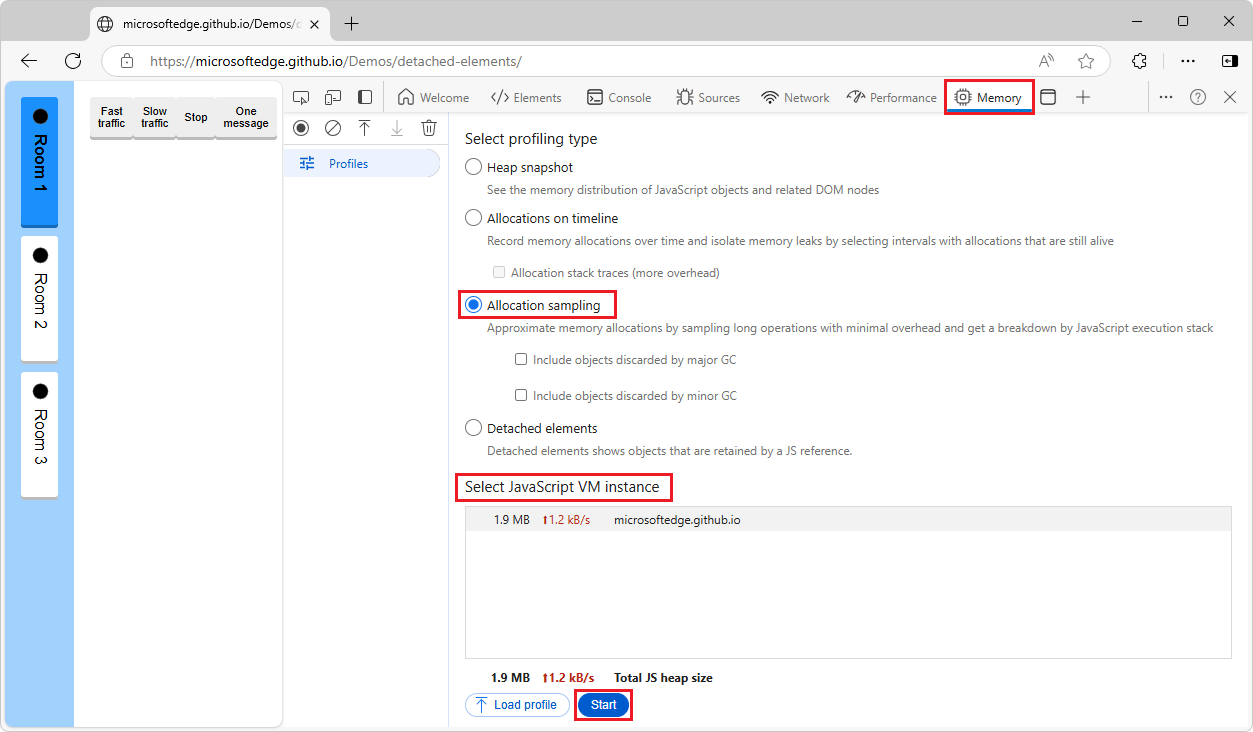 microsoftedge.github.io/Demos/
https://microsoftedge.github.io/Demos/detached-elements/
Room 1
Room 2
Room 3
Fast traffic
Slow traffic
Stop
One message
Welcome
Elements
Console
Sources
Network
Performance
Memory
Profiles
Select profiling type
Heap snapshot
See the memory distribution of JavaScript objects and related DOM nodes
Allocations on timeline
Record memory allocations over time and isolate memory leaks by selecting intervals with allocations that are still alive
Allocation stack traces (more overhead)
Allocation sampling
Approximate memory allocations by sampling long operations with minimal overhead and get a breakdown by JavaScript execution stack
Include objects discarded by major GC
Include objects discarded by minor GC
Detached elements
Detached elements shows objects that are retained by a JS reference.
Select JavaScript VM instance
1.9 MB ⬆1.2 kB/s microsoftedge.github.io
1.9 MB ⬆1.2 kB/s Total JS heap size
Load profile
Start